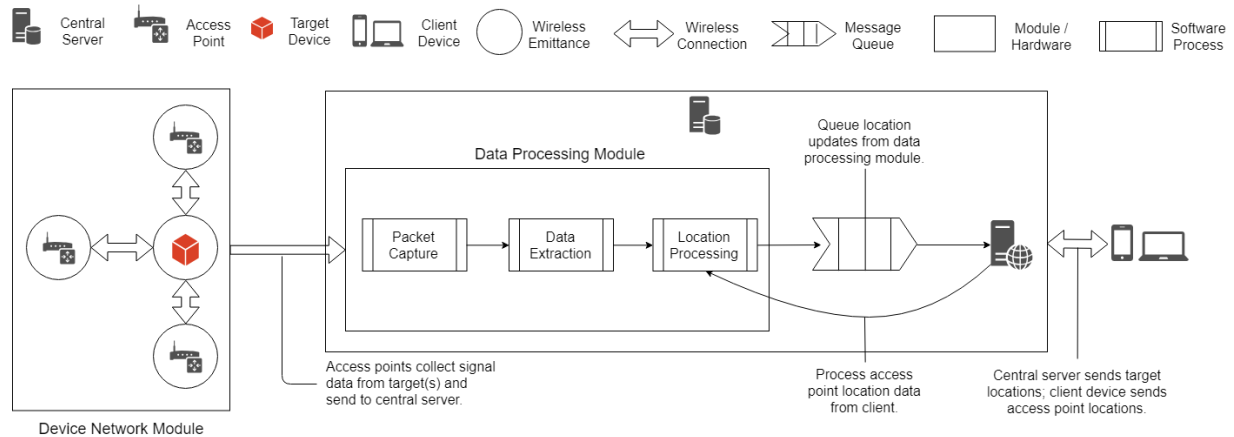 Central
Server
Access
Point
Target
Device
Client
Device
Wireless
Emittance
Wireless
Connection
Message
Queue
Module /
Hardware
Software
Process
Queue location
updates from data
processing module.
Data Processing Module
Packet
Capture
Data
Extraction
Location
Processing
Access points collect signal
data from target(s) and
send to central server.
Process access
point location data
from client.
Central server sends target
locations; client device sends
access point locations.
Device Network Module